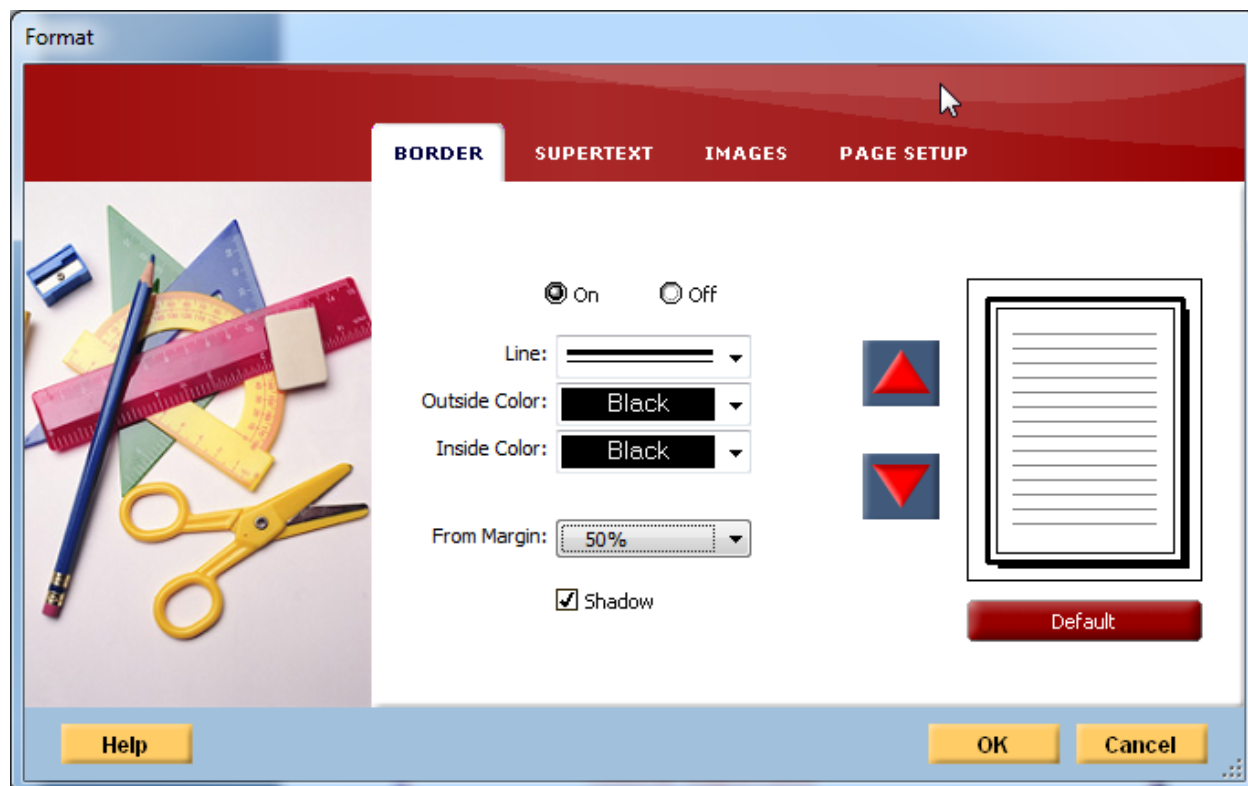 Format
BORDER SUPERTEXT IMAGES PAGE SETUP
On Off
Line:
Outside Color: Black
Inside Color: Black
From Margin: 50%
Shadow
Default
Help OK Cancel